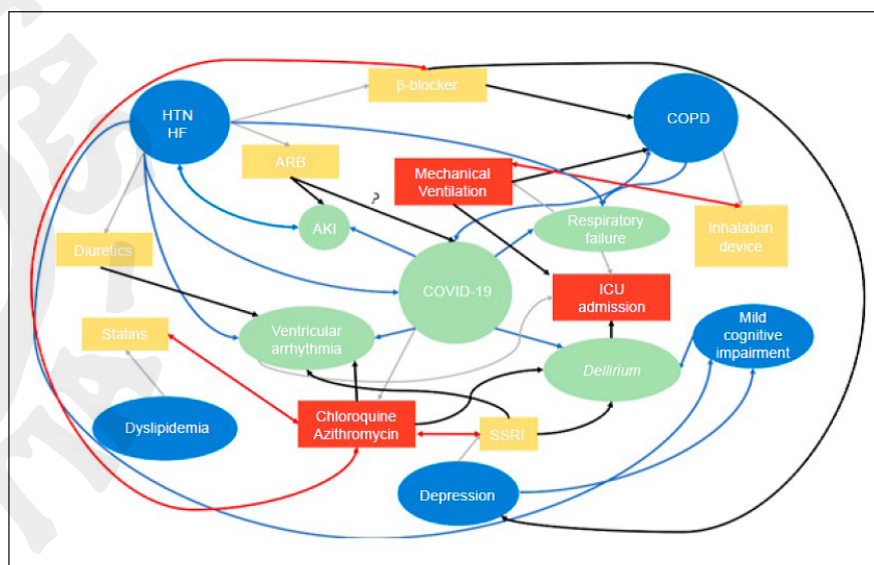 β-blocker
HTN
HF
COPD
ARB
Mechanical
Ventilation
?
AKI
Respiratory
failure
Inhalation
device
Diuretics
COVID-19
ICU
admission
Statins
Ventricular
arrhythmia
Mild
cognitive
impairment
Dellirium
Dyslipidemia
Chloroquine
Azithromycin
SSRI
Depression